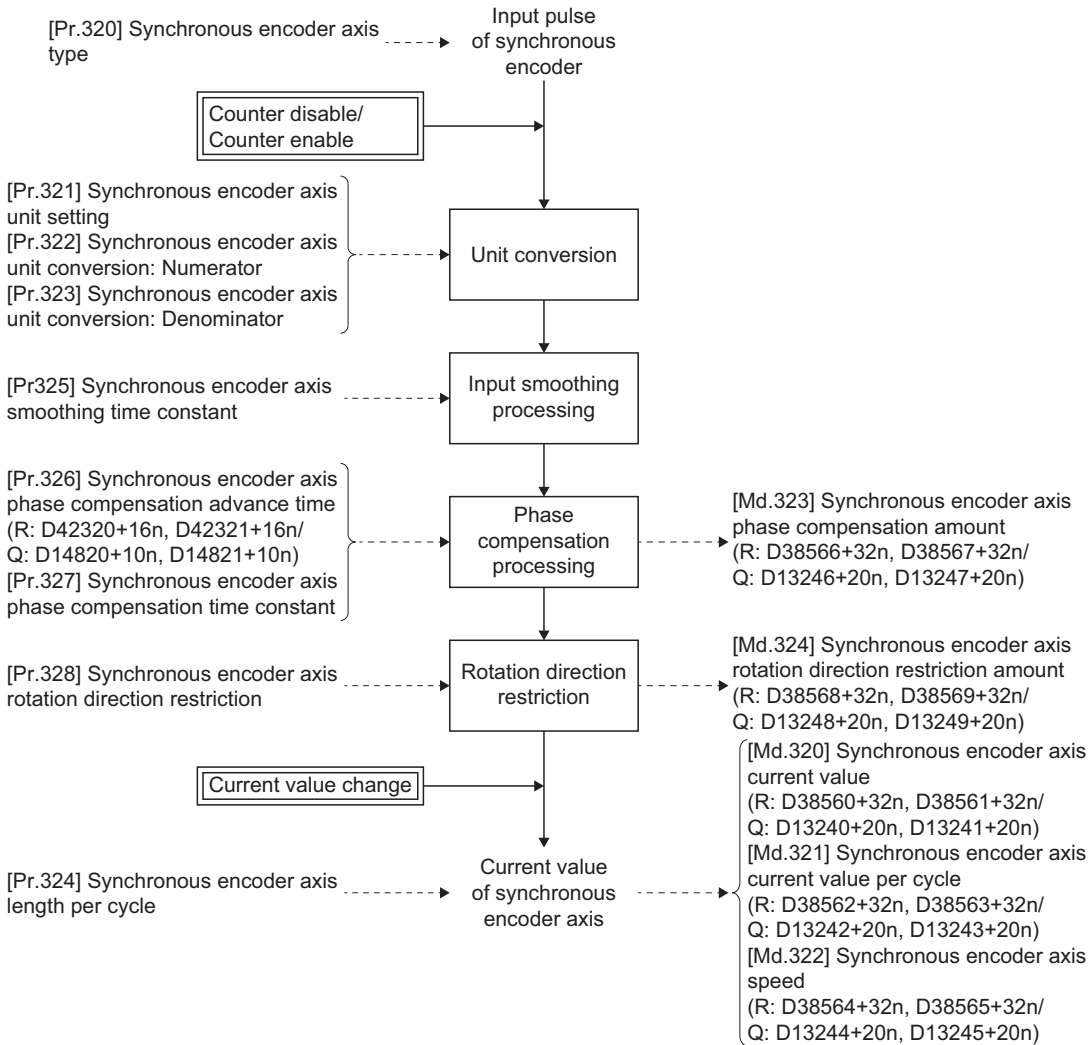 [Pr.320] Synchronous encoder axis
type
Input pulse
of synchronous
encoder
Counter disable/
Counter enable
[Pr.321] Synchronous encoder axis
unit setting
[Pr.322] Synchronous encoder axis
unit conversion: Numerator
[Pr.323] Synchronous encoder axis
unit conversion: Denominator
Unit conversion
[Pr325] Synchronous encoder axis
smoothing time constant
Input smoothing
processing
[Pr.326] Synchronous encoder axis
phase compensation advance time
(R: D42320+16n, D42321+16n/
Q: D14820+10n, D14821+10n)
[Pr.327] Synchronous encoder axis
phase compensation time constant
Phase
compensation
processing
[Md.323] Synchronous encoder axis
phase compensation amount
(R: D38566+32n, D38567+32n/
Q: D13246+20n, D13247+20n)
[Pr.328] Synchronous encoder axis
rotation direction restriction
Rotation direction
restriction
[Md.324] Synchronous encoder axis
rotation direction restriction amount
(R: D38568+32n, D38569+32n/
Q: D13248+20n, D13249+20n)
Current value change
[Pr.324] Synchronous encoder axis
length per cycle
Current value
of synchronous
encoder axis
[Md.320] Synchronous encoder axis
current value
(R: D38560+32n, D38561+32n/
Q: D13240+20n, D13241+20n)
[Md.321] Synchronous encoder axis
current value per cycle
(R: D38562+32n, D38563+32n/
Q: D13242+20n, D13243+20n)
[Md.322] Synchronous encoder axis
speed
(R: D38564+32n, D38565+32n/
Q: D13244+20n, D13245+20n)